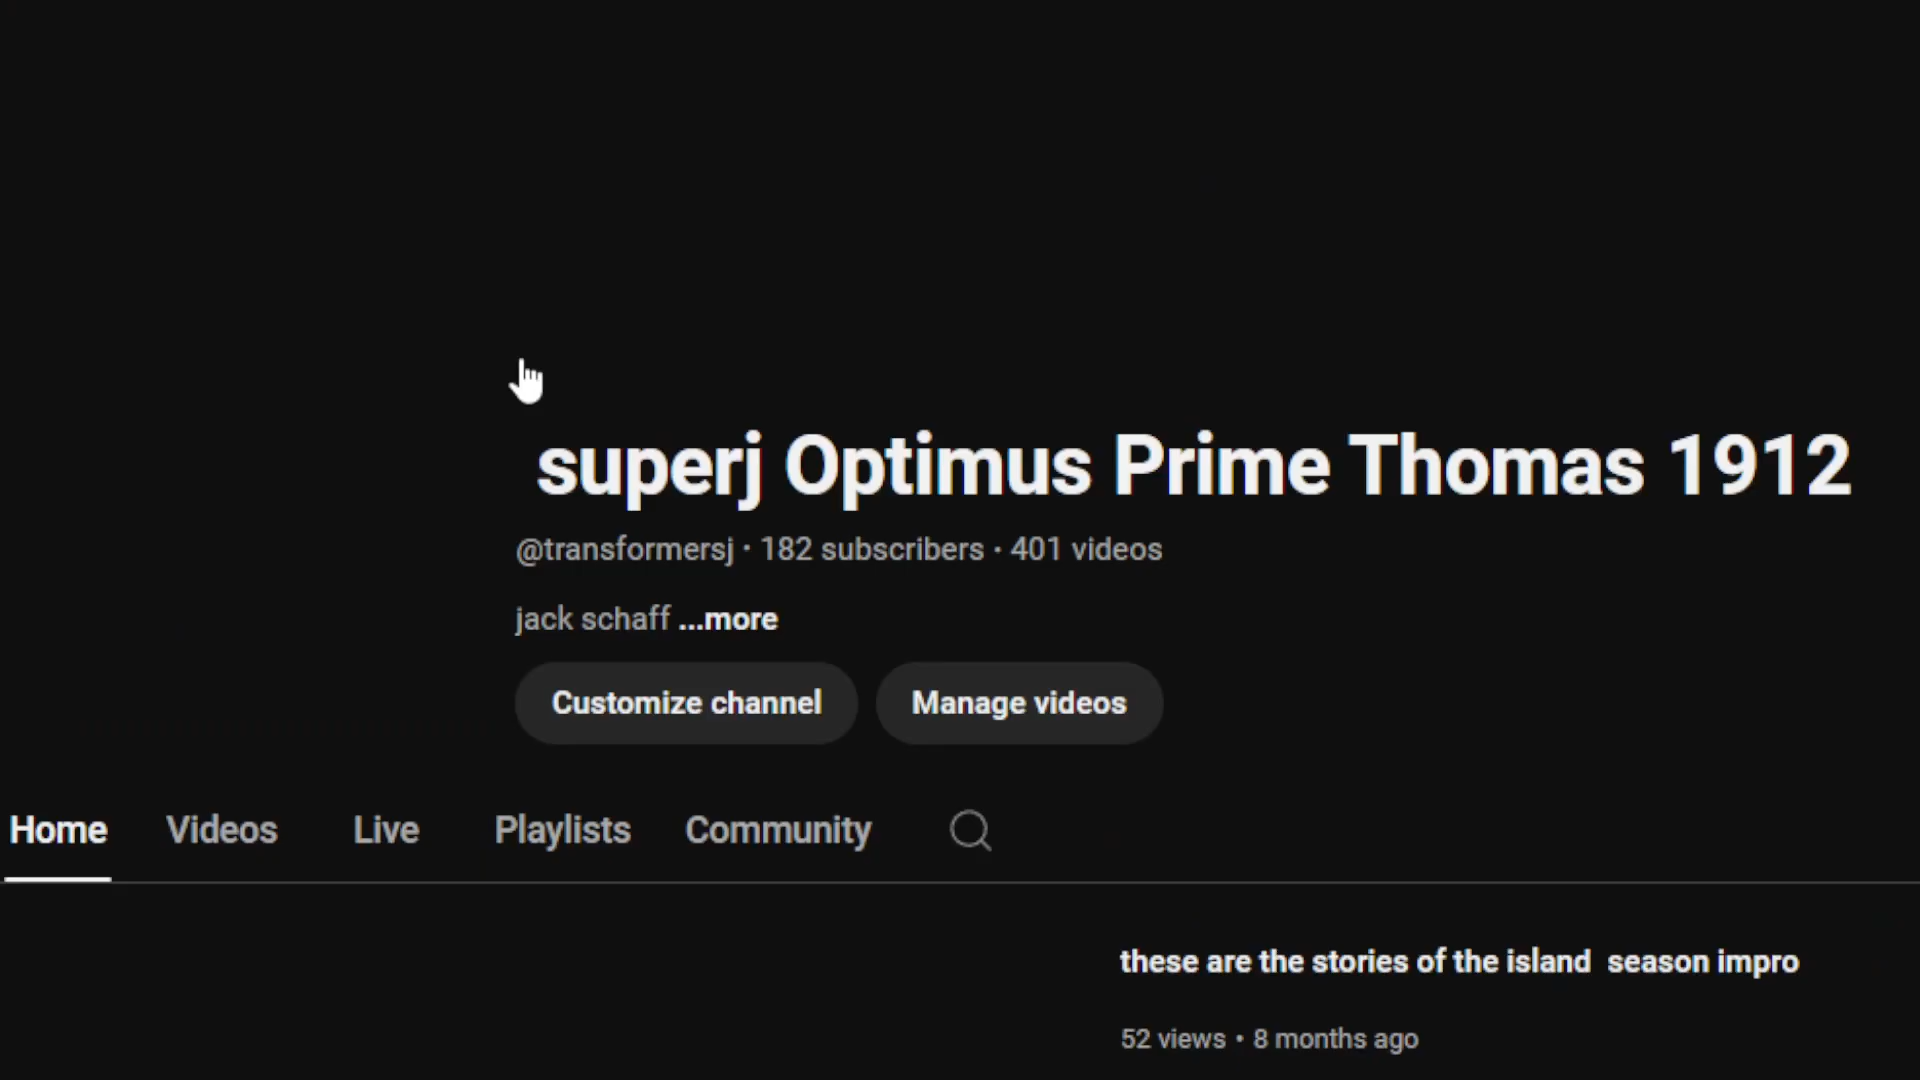 superj Optimus Prime Thomas 1912
@transformersj · 182 subscribers · 401 videos
jack schaff ...more
Customize channel Manage videos
Home Videos Live Playlists Community
these are the stories of the island season impro
52 views • 8 months ago